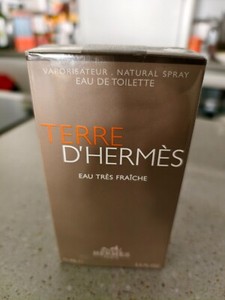 VAPORISATEUR . NATURAL SPRAY
EAU DE TOILETTE
TERRE
D'HERMÈS
EAU TRÈS FRAÎCHE
HERMÈS